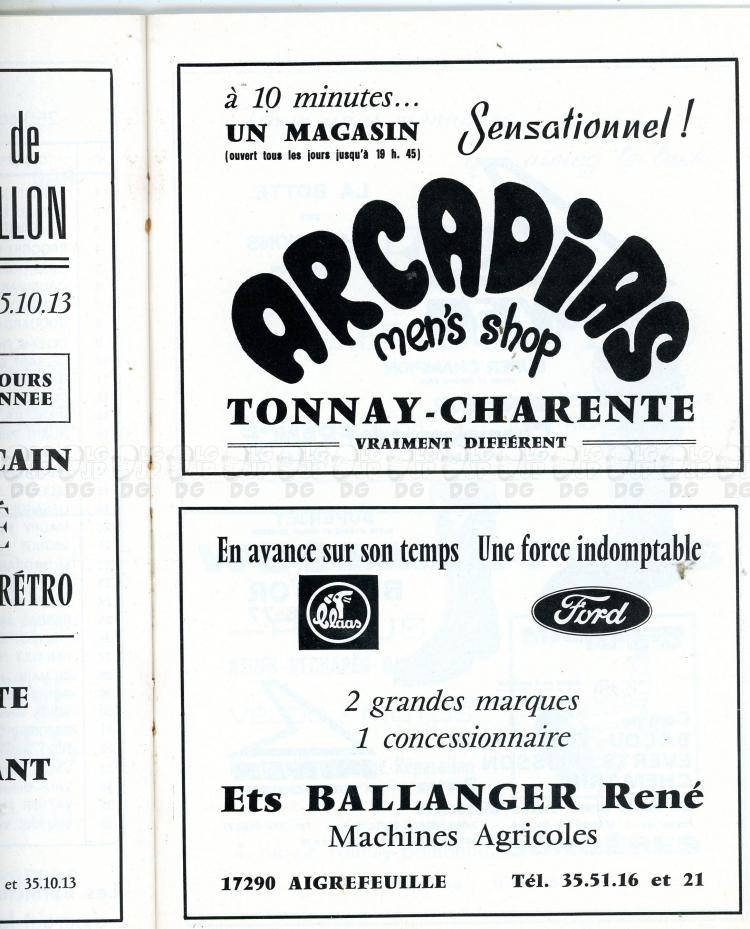 de
LLON
5.10.13
OURS
NNEE
CAIN
É
RÉTRO
TE
ANT
et 35.10.13
à 10 minutes...
UN MAGASIN
(ouvert tous les jours jusqu'à 19 h. 45)
Sensationnel !
ARCADiAS
men's shop
TONNAY-CHARENTE
VRAIMENT DIFFÉRENT
En avance sur son temps Une force indomptable
Claas
Ford
2 grandes marques
1 concessionnaire
Ets BALLANGER René
Machines Agricoles
17290 AIGREFEUILLE Tél. 35.51.16 et 21